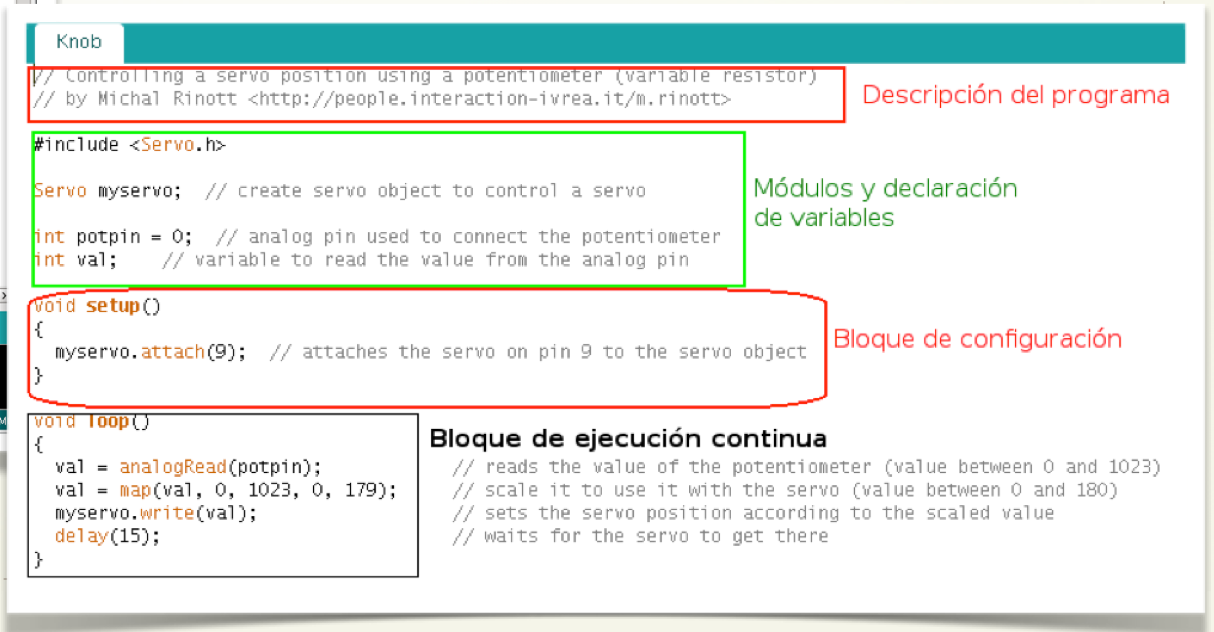 Knob
// Controlling a servo position using a potentiometer (variable resistor)
// by Michal Rinott <http://people.interaction-ivrea.it/m.rinott>
Descripción del programa
#include <Servo.h>
Servo myservo;  // create servo object to control a servo
int potpin = 0;  // analog pin used to connect the potentiometer
int val;    // variable to read the value from the analog pin
Módulos y declaración
de variables
void setup()
{
  myservo.attach(9);  // attaches the servo on pin 9 to the servo object
}
Bloque de configuración
void loop()
{
Bloque de ejecución continua
  val = analogRead(potpin);            // reads the value of the potentiometer (value between 0 and 1023)
  val = map(val, 0, 1023, 0, 179);     // scale it to use it with the servo (value between 0 and 180)
  myservo.write(val);                  // sets the servo position according to the scaled value
  delay(15);                           // waits for the servo to get there
}